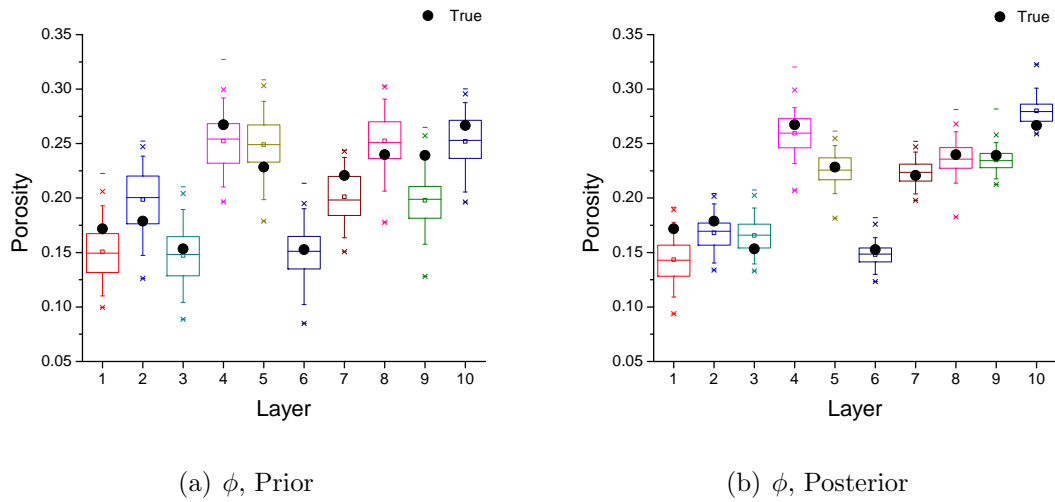 True
0.35
0.30
0.25
0.20
0.15
0.10
0.05
Porosity
1 2 3 4 5 6 7 8 9 10
Layer
(a) ϕ, Prior
True
0.35
0.30
0.25
0.20
0.15
0.10
0.05
Porosity
1 2 3 4 5 6 7 8 9 10
Layer
(b) ϕ, Posterior